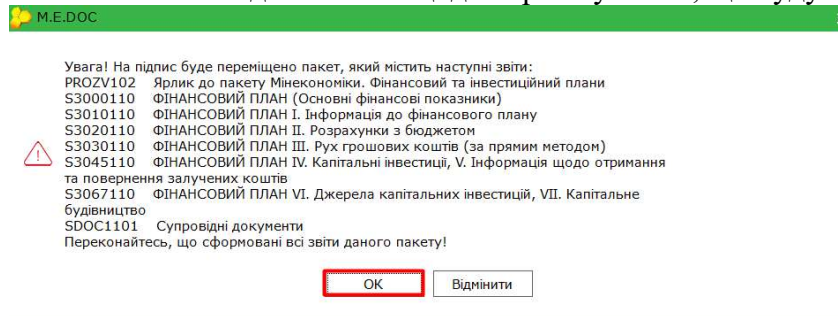 M.E.DOC
Увага! На підпис буде переміщено пакет, який містить наступні звіти:
PROZV102 Ярлик до пакету Мінекономіки. Фінансовий та інвестиційний плани
S3000110 ФІНАНСОВИЙ ПЛАН (Основні фінансові показники)
S3010110 ФІНАНСОВИЙ ПЛАН I. Інформація до фінансового плану
S3020110 ФІНАНСОВИЙ ПЛАН II. Розрахунки з бюджетом
S3030110 ФІНАНСОВИЙ ПЛАН III. Рух грошових коштів (за прямим методом)
S3045110 ФІНАНСОВИЙ ПЛАН IV. Капітальні інвестиції, V. Інформація щодо отримання
та повернення залучених коштів
S3067110 ФІНАНСОВИЙ ПЛАН VI. Джерела капітальних інвестицій, VII. Капітальне
будівництво
SDOC1101 Супровідні документи
Переконайтесь, що сформовані всі звіти даного пакету!
ОК Відмінити